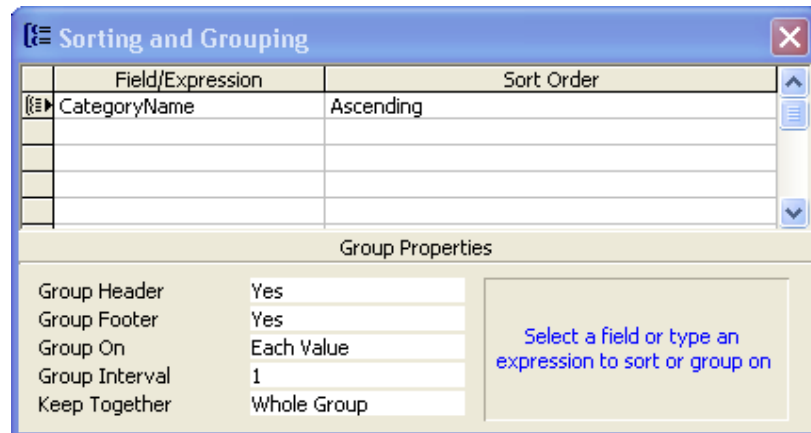 Sorting and Grouping
Field/Expression Sort Order
CategoryName Ascending
Group Properties
Group Header Yes
Group Footer Yes
Group On Each Value
Group Interval 1
Keep Together Whole Group
Select a field or type an
expression to sort or group on